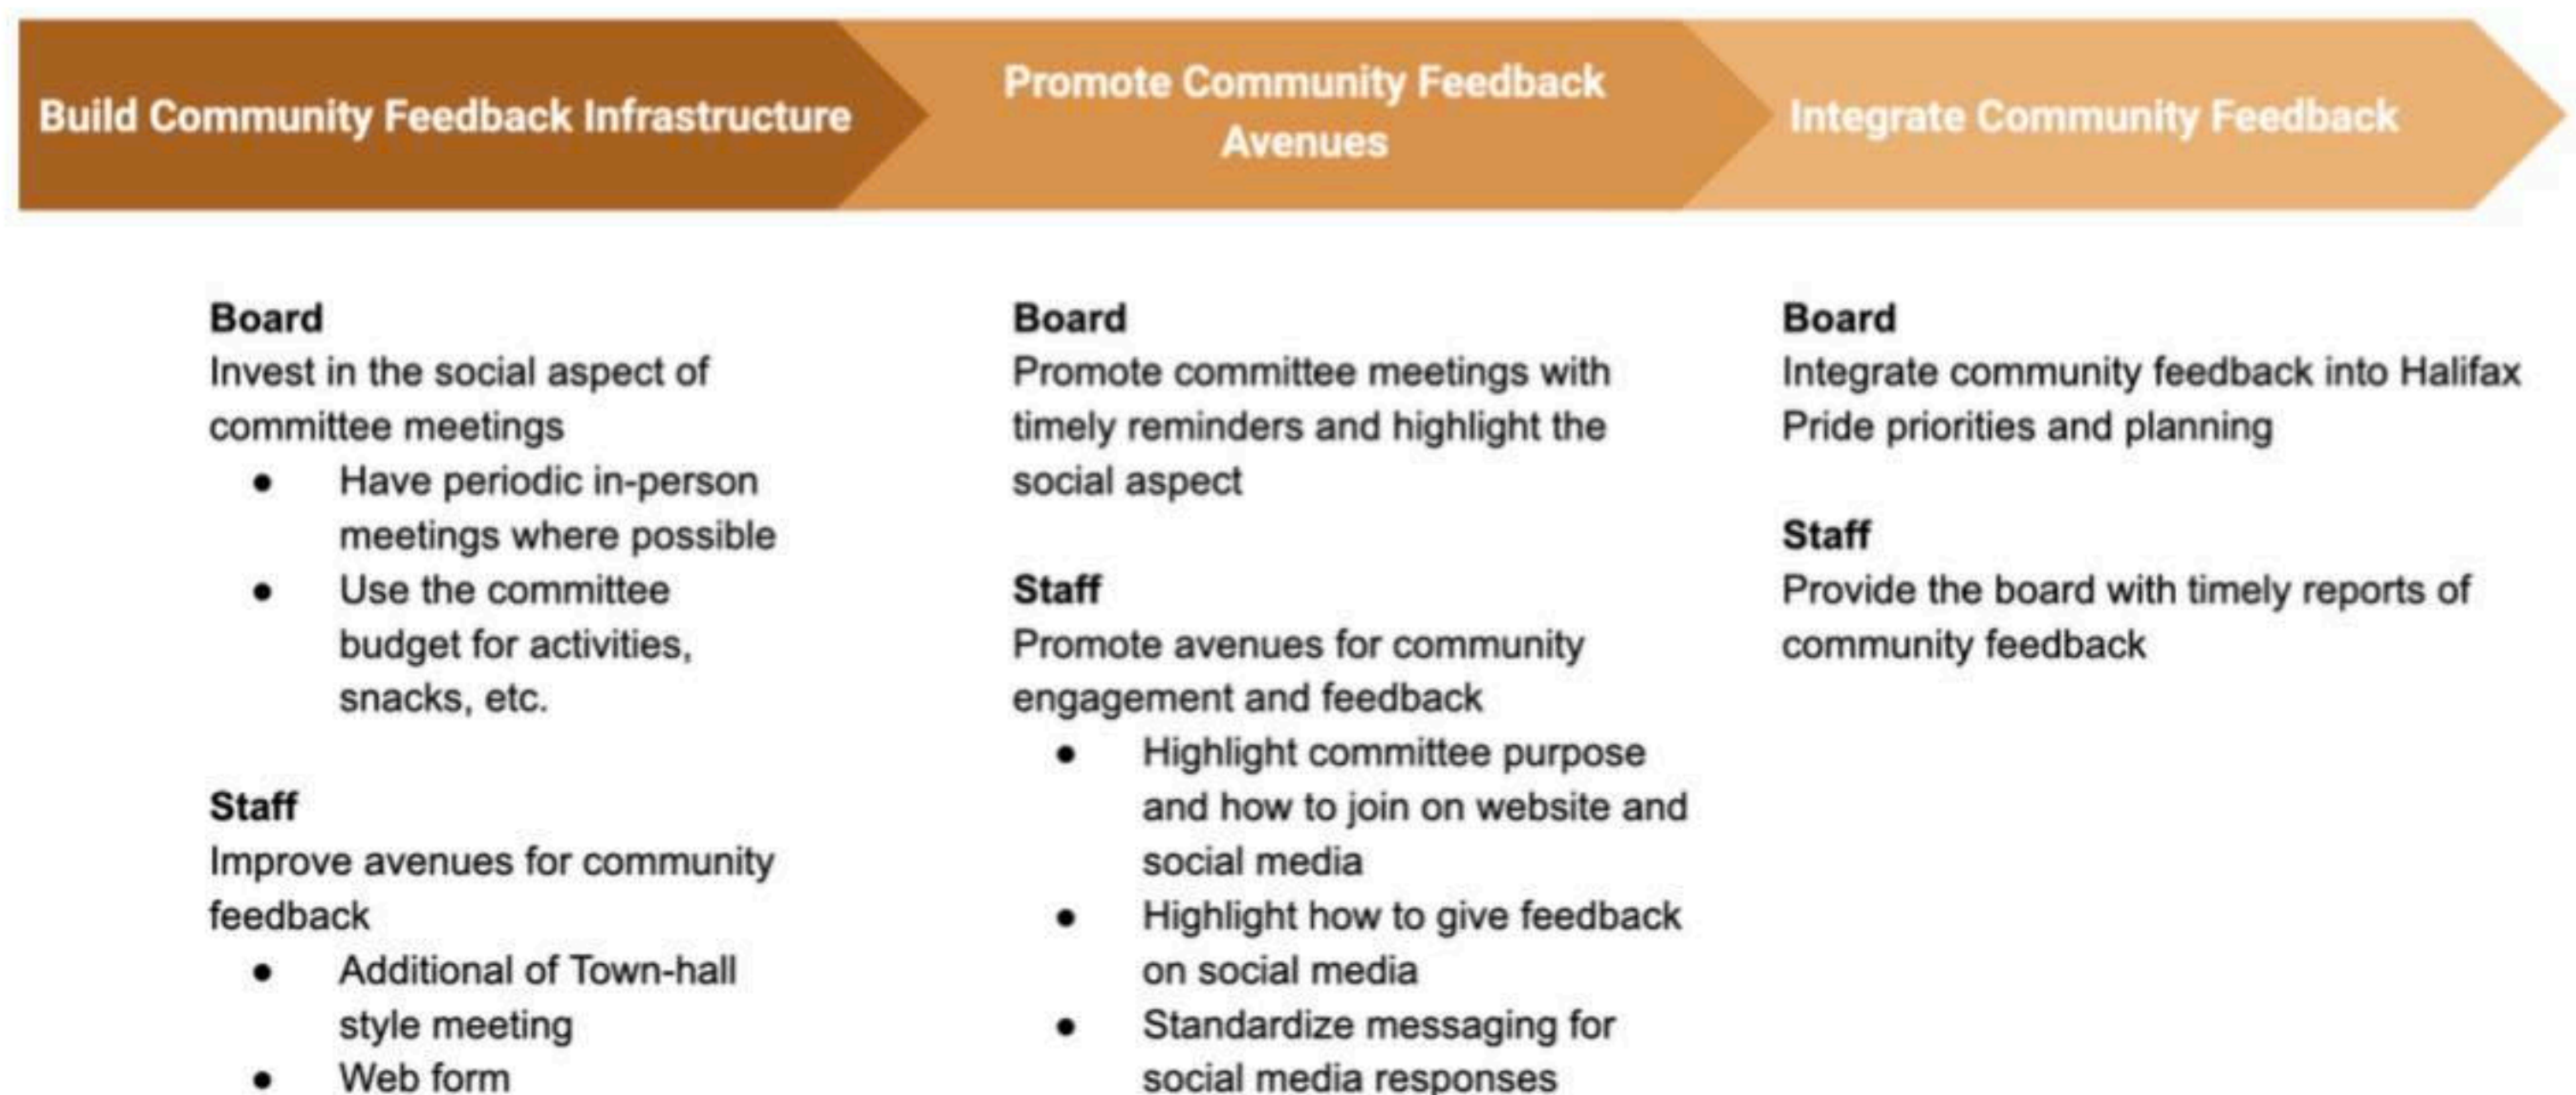 Build Community Feedback Infrastructure
Promote Community Feedback
Avenues
Integrate Community Feedback
Board
Invest in the social aspect of
committee meetings
● Have periodic in-person
meetings where possible
● Use the committee
budget for activities,
snacks, etc.
Staff
Improve avenues for community
feedback
● Additional of Town-hall
style meeting
● Web form
Board
Promote committee meetings with
timely reminders and highlight the
social aspect
Staff
Promote avenues for community
engagement and feedback
● Highlight committee purpose
and how to join on website and
social media
● Highlight how to give feedback
on social media
● Standardize messaging for
social media responses
Board
Integrate community feedback into Halifax
Pride priorities and planning
Staff
Provide the board with timely reports of
community feedback